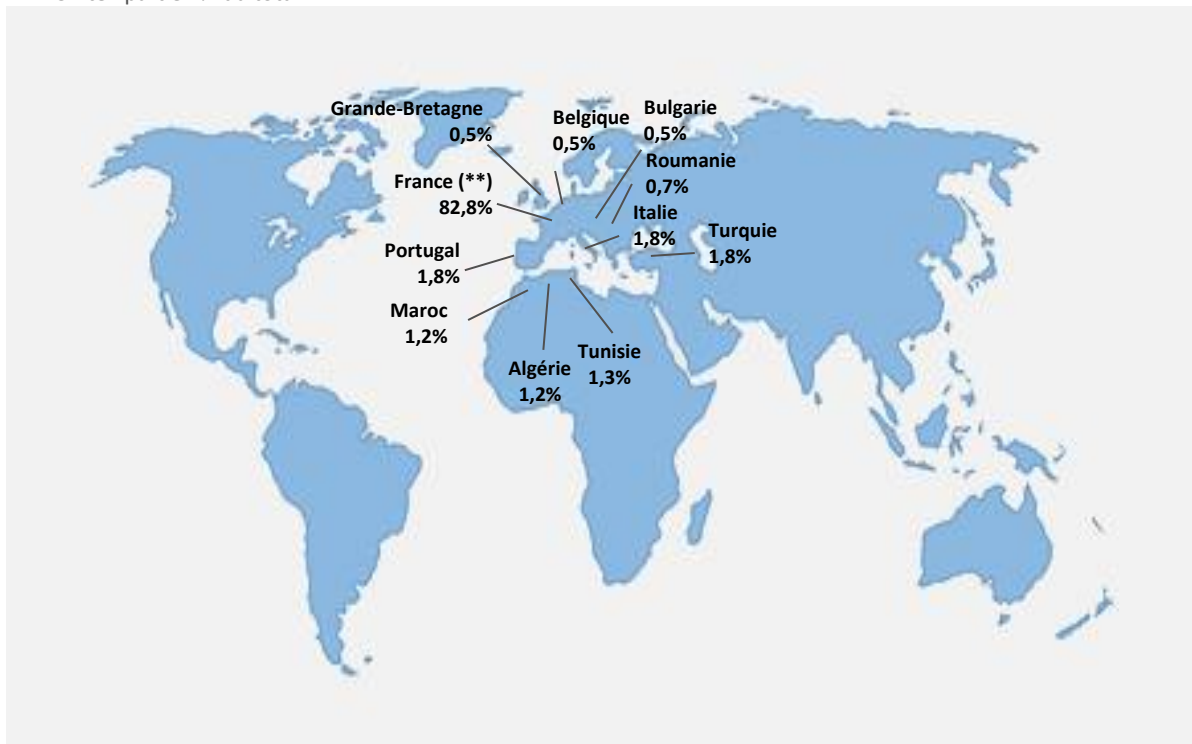 Grande-Bretagne
0,5%
Belgique
0,5%
Bulgarie
0,5%
Roumanie
0,7%
France (**)
82,8%
Italie
1,8%
Turquie
1,8%
Portugal
1,8%
Maroc
1,2%
Algérie
1,2%
Tunisie
1,3%